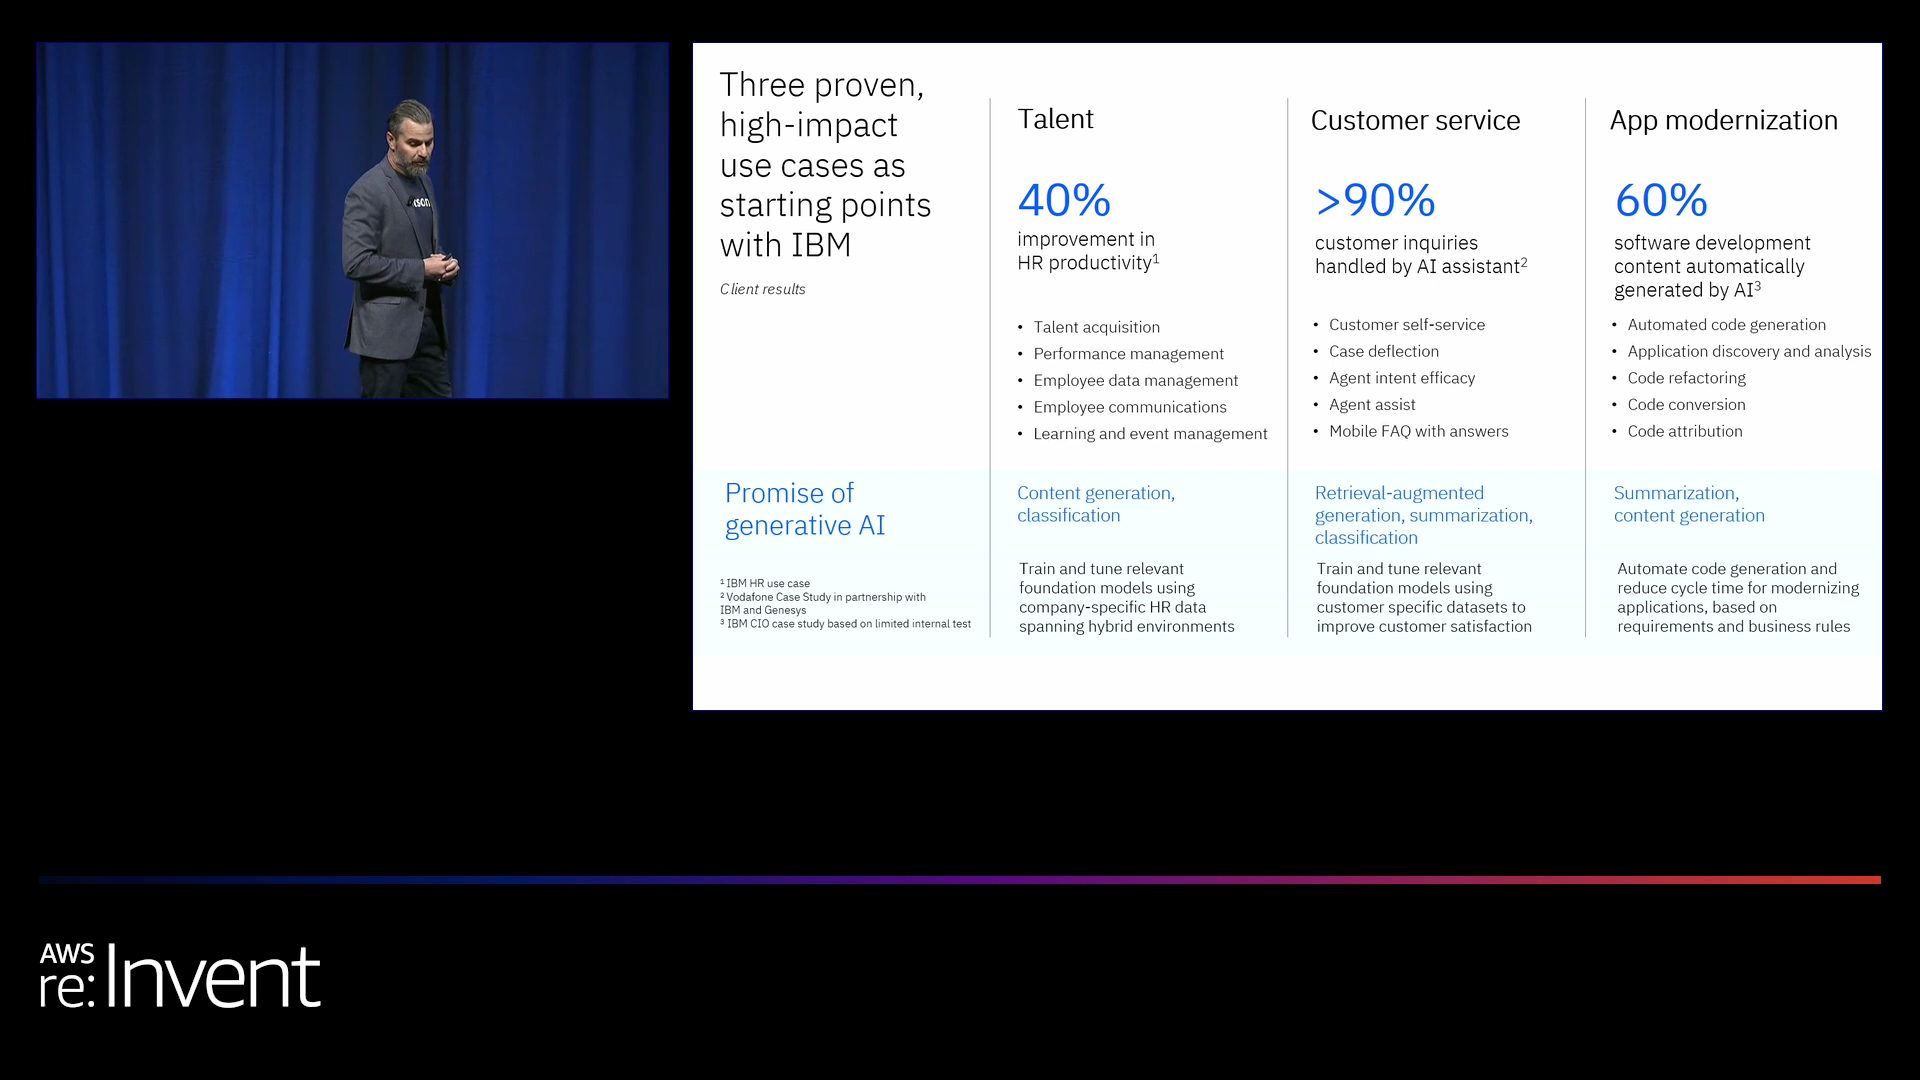 Three proven,
high-impact
use cases as
starting points
with IBM
Client results
Talent
40%
improvement in
HR productivity¹
• Talent acquisition
• Performance management
• Employee data management
• Employee communications
• Learning and event management
Customer service
>90%
customer inquiries
handled by AI assistant²
• Customer self-service
• Case deflection
• Agent intent efficacy
• Agent assist
• Mobile FAQ with answers
App modernization
60%
software development
content automatically
generated by AI³
• Automated code generation
• Application discovery and analysis
• Code refactoring
• Code conversion
• Code attribution
Promise of
generative AI
¹ IBM HR use case
² Vodafone Case Study in partnership with
IBM and Genesys
³ IBM CIO case study based on limited internal test
Content generation,
classification
Train and tune relevant
foundation models using
company-specific HR data
spanning hybrid environments
Retrieval-augmented
generation, summarization,
classification
Train and tune relevant
foundation models using
customer specific datasets to
improve customer satisfaction
Summarization,
content generation
Automate code generation and
reduce cycle time for modernizing
applications, based on
requirements and business rules
AWS
re:Invent